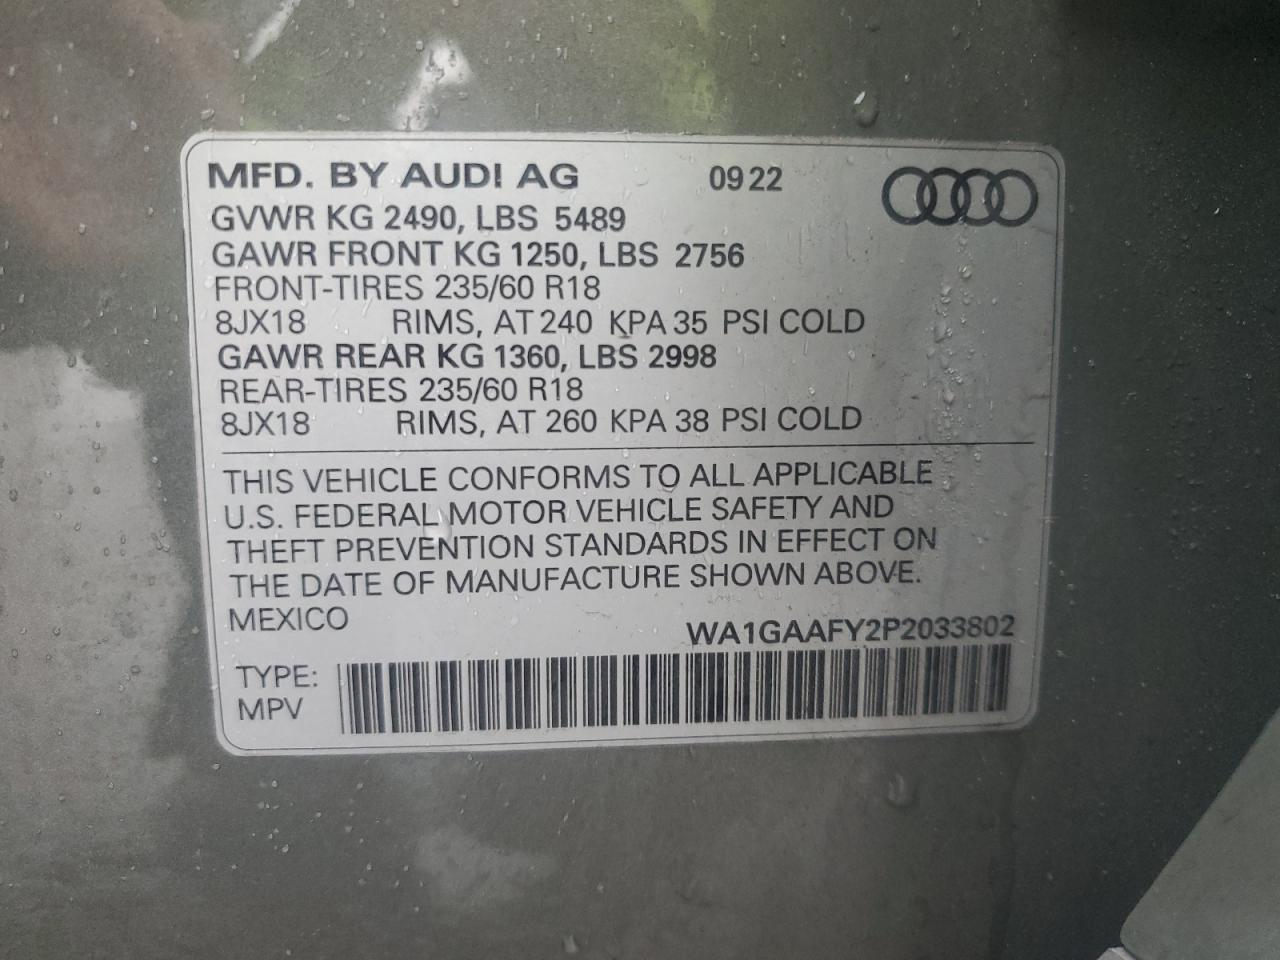 MFD. BY AUDI AG 09 22
GVWR KG 2490, LBS 5489
GAWR FRONT KG 1250, LBS 2756
FRONT-TIRES 235/60 R18
8JX18 RIMS, AT 240 KPA 35 PSI COLD
GAWR REAR KG 1360, LBS 2998
REAR-TIRES 235/60 R18
8JX18 RIMS, AT 260 KPA 38 PSI COLD
THIS VEHICLE CONFORMS TO ALL APPLICABLE
U.S. FEDERAL MOTOR VEHICLE SAFETY AND
THEFT PREVENTION STANDARDS IN EFFECT ON
THE DATE OF MANUFACTURE SHOWN ABOVE.
MEXICO
WA1GAAFY2P2033802
TYPE:
MPV